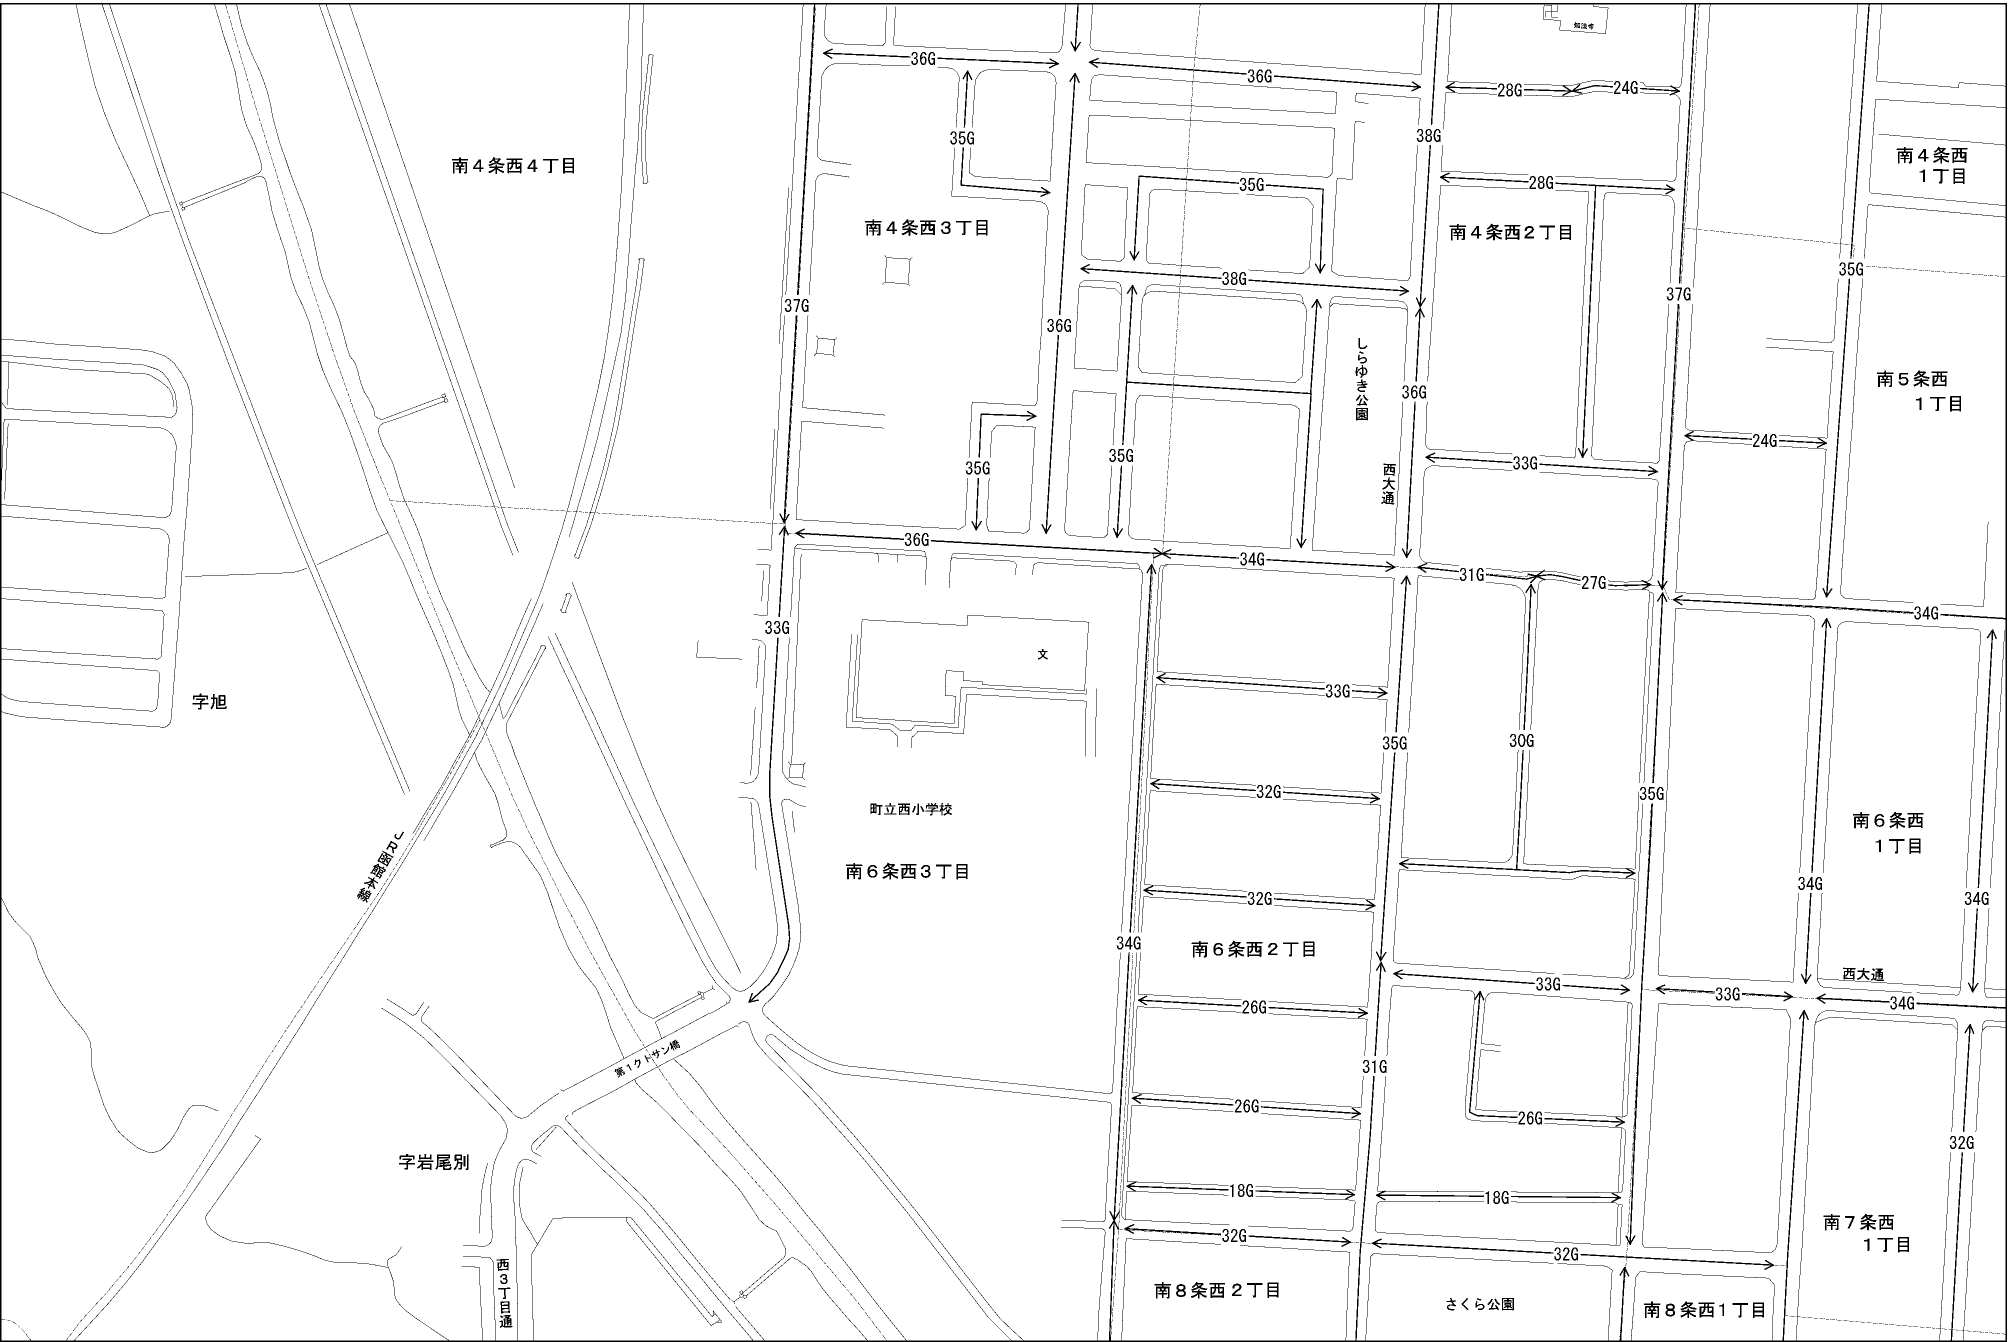 知法寺
36G
36G
28G
24G
35G
38G
南４条西４丁目
南４条西
１丁目
35G
28G
南４条西３丁目
南４条西２丁目
35G
38G
37G
37G
36G
しらゆき公園
36G
南５条西
１丁目
24G
35G
35G
33G
西大通
36G
34G
31G
27G
34G
33G
文
33G
字旭
35G
30G
32G
35G
町立西小学校
南６条西
１丁目
ＪＲ函館本線
南６条西３丁目
34G
34G
32G
34G
南６条西２丁目
西大通
33G
33G
34G
26G
第１クトサン橋
31G
26G
26G
32G
字岩尾別
18G
18G
南７条西
１丁目
32G
32G
西３丁目通
南８条西２丁目
さくら公園
南８条西１丁目